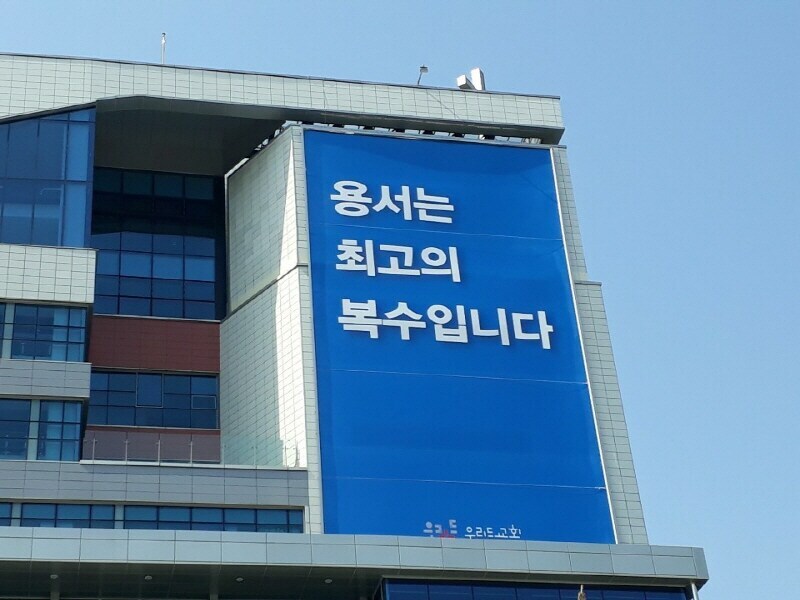 용서는
최고의
복수입니다
우리들교회